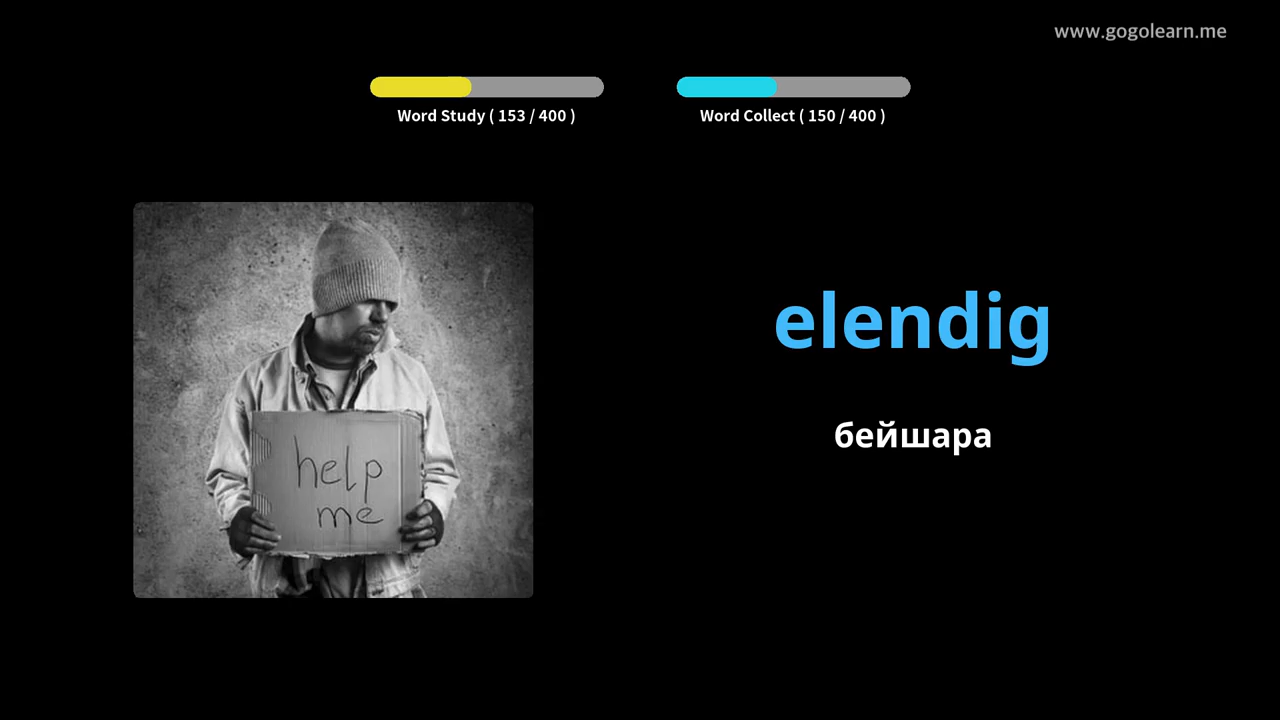 www.gogolearn.me
Word Study ( 153 / 400 )
Word Collect ( 150 / 400 )
help
me
elendig
бейшара